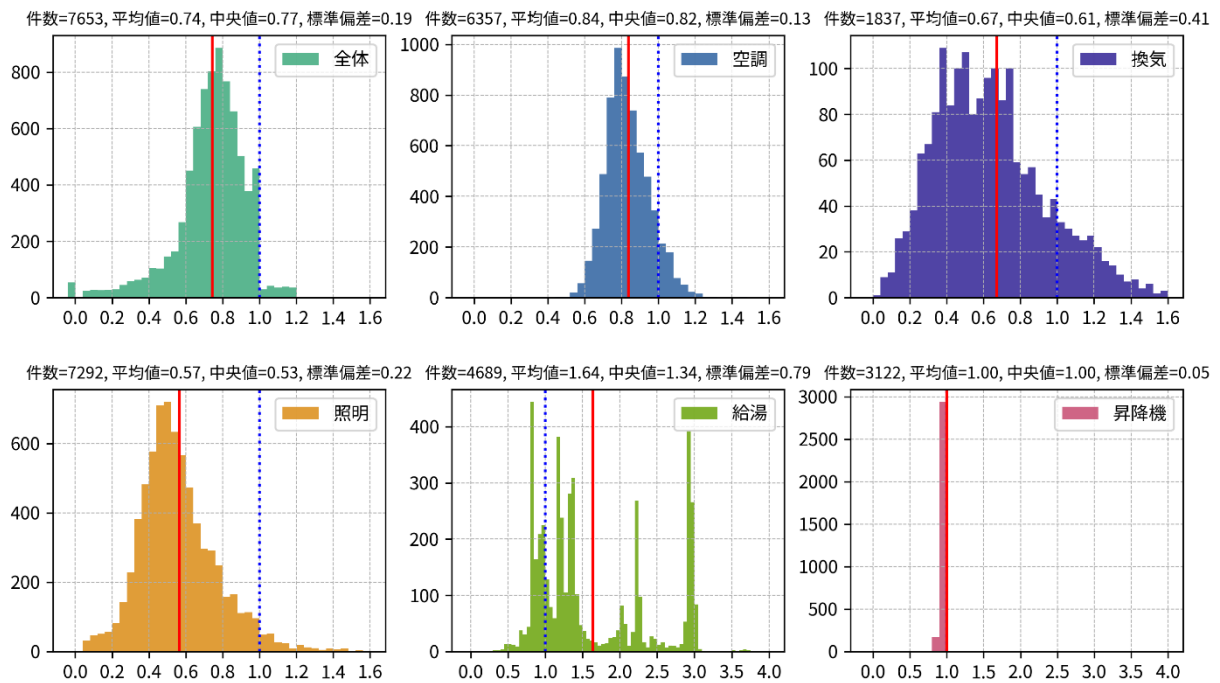 件数=7653, 平均値=0.74, 中央値=0.77, 標準偏差=0.19
全体
800
600
400
200
0
0.0 0.2 0.4 0.6 0.8 1.0 1.2 1.4 1.6
件数=6357, 平均値=0.84, 中央値=0.82, 標準偏差=0.13
空調
1000
800
600
400
200
0
0.0 0.2 0.4 0.6 0.8 1.0 1.2 1.4 1.6
件数=1837, 平均値=0.67, 中央値=0.61, 標準偏差=0.41
換気
100
80
60
40
20
0
0.0 0.2 0.4 0.6 0.8 1.0 1.2 1.4 1.6
件数=7292, 平均値=0.57, 中央値=0.53, 標準偏差=0.22
照明
600
400
200
0
0.0 0.2 0.4 0.6 0.8 1.0 1.2 1.4 1.6
件数=4689, 平均値=1.64, 中央値=1.34, 標準偏差=0.79
給湯
400
300
200
100
0
0.0 0.5 1.0 1.5 2.0 2.5 3.0 3.5 4.0
件数=3122, 平均値=1.00, 中央値=1.00, 標準偏差=0.05
昇降機
3000
2500
2000
1500
1000
500
0
0.0 0.5 1.0 1.5 2.0 2.5 3.0 3.5 4.0